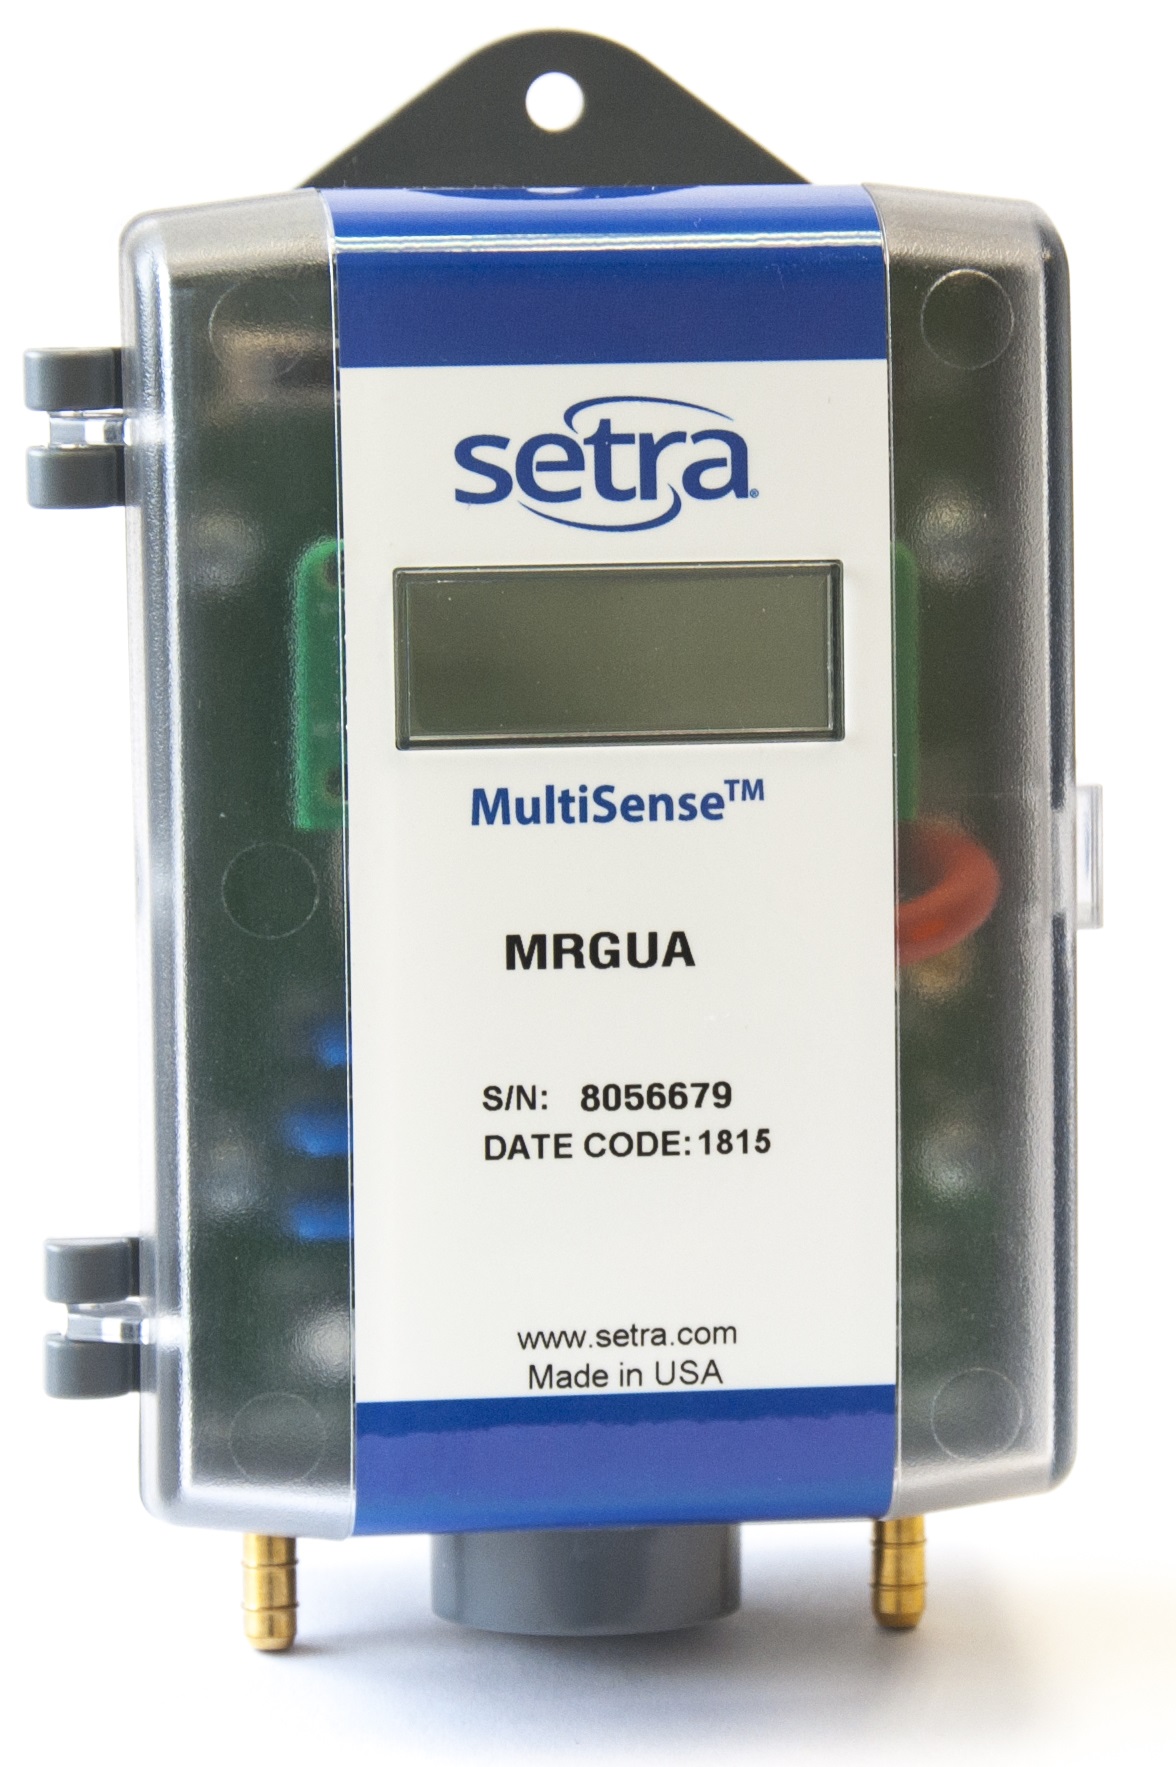 setra®
MultiSense™
MRGUA
S/N: 8056679
DATE CODE: 1815
www.setra.com
Made in USA